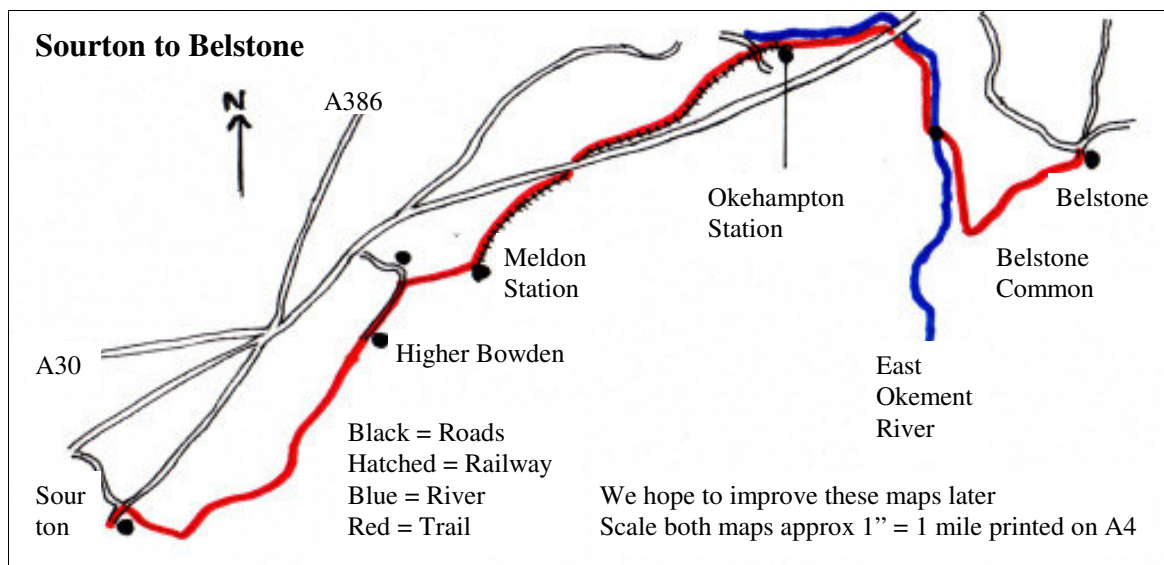 Sourton to Belstone
N
A386
Okehampton
Station
Belstone
Meldon
Station
Belstone
Common
A30
Higher Bowden
East
Okement
River
Black = Roads
Hatched = Railway
Blue = River
Red = Trail
Sour
ton
We hope to improve these maps later
Scale both maps approx 1” = 1 mile printed on A4